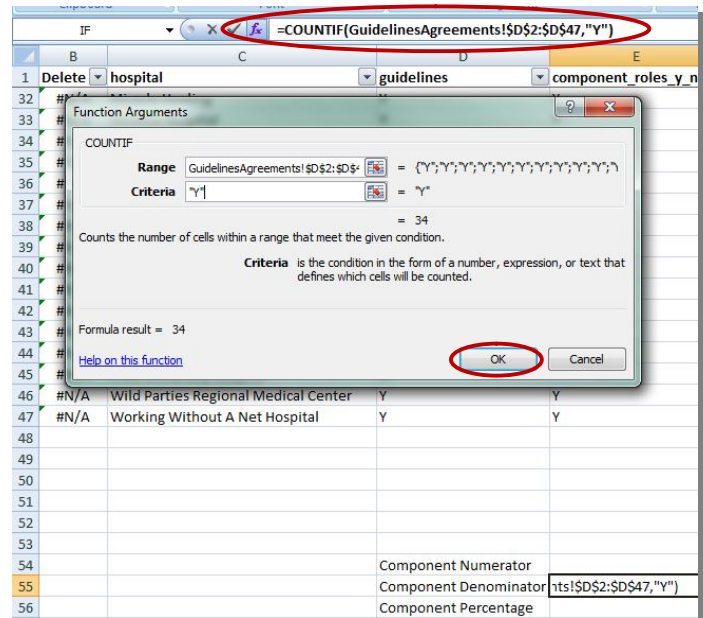 IF =COUNTIF(GuidelinesAgreements!$D$2:$D$47,"Y")
B C D E
1 Delete hospital guidelines component_roles_y_n
32 #N/A
33 #
34 #
35 #
36 #
37 #
38 #
39 #
40 #
41 #
42 #
43 #
44 #
45 #
Function Arguments
COUNTIF
Range GuidelinesAgreements!$D$2:$D$4 = {"Y";"Y";"Y";"Y";"Y";"Y";"Y";"Y";"Y";"Y";"Y";
Criteria "Y" = "Y"
= 34
Counts the number of cells within a range that meet the given condition.
Criteria is the condition in the form of a number, expression, or text that
defines which cells will be counted.
Formula result = 34
Help on this function OK Cancel
46 #N/A Wild Parties Regional Medical Center Y Y
47 #N/A Working Without A Net Hospital Y Y
48
49
50
51
52
53
54 Component Numerator
55 Component Denominator nts!$D$2:$D$47,"Y")
56 Component Percentage